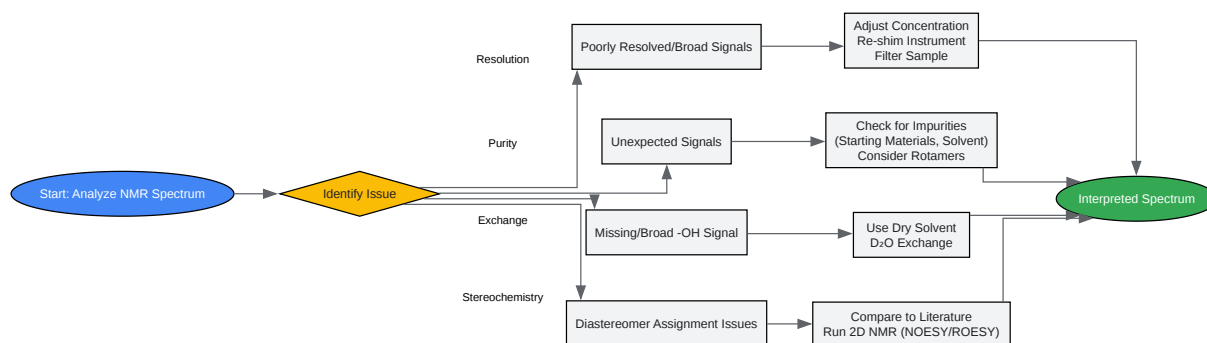 Start: Analyze NMR Spectrum
Identify Issue
Resolution
Poorly Resolved/Broad Signals
Adjust Concentration
Re-shim Instrument
Filter Sample
Purity
Unexpected Signals
Check for Impurities
(Starting Materials, Solvent)
Consider Rotamers
Exchange
Missing/Broad -OH Signal
Use Dry Solvent
D₂O Exchange
Stereochemistry
Diastereomer Assignment Issues
Compare to Literature
Run 2D NMR (NOESY/ROESY)
Interpreted Spectrum